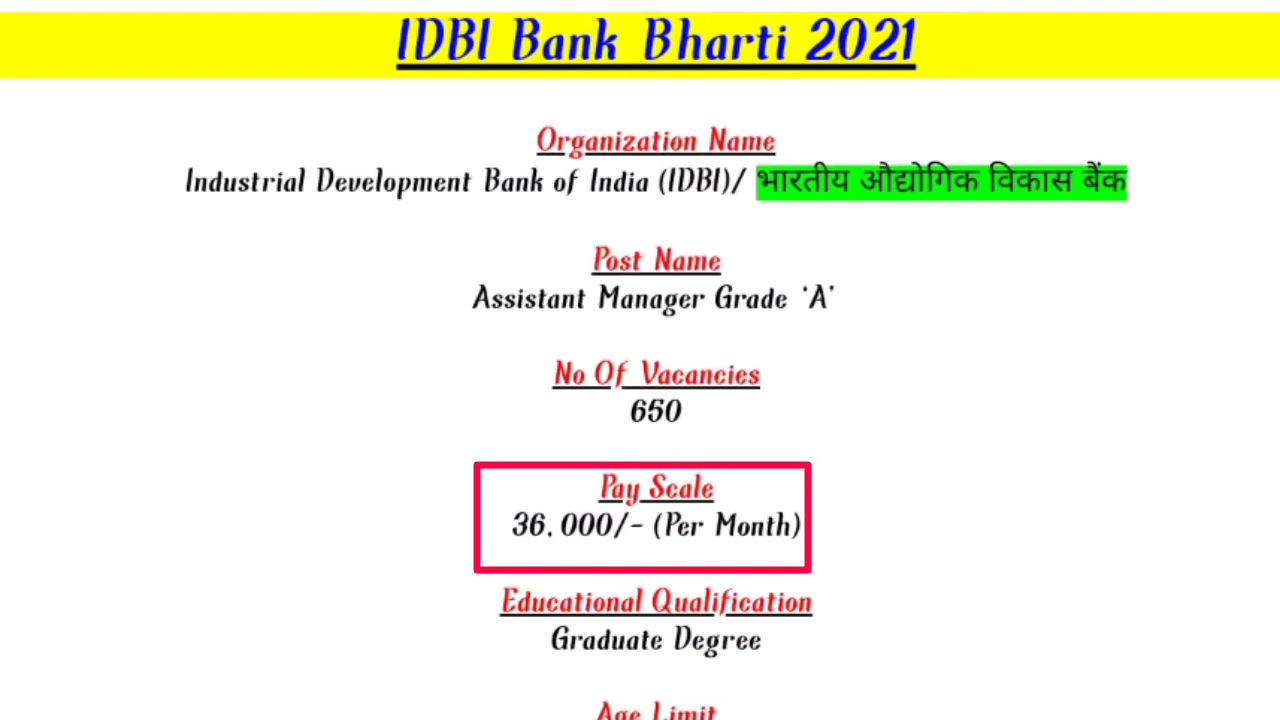 IDBI Bank Bharti 2021
Organization Name
Industrial Development Bank of India (IDBI)/ भारतीय औद्योगिक विकास बैंक
Post Name
Assistant Manager Grade 'A'
No Of Vacancies
650
Pay Scale
36,000/- (Per Month)
Educational Qualification
Graduate Degree
Age Limit